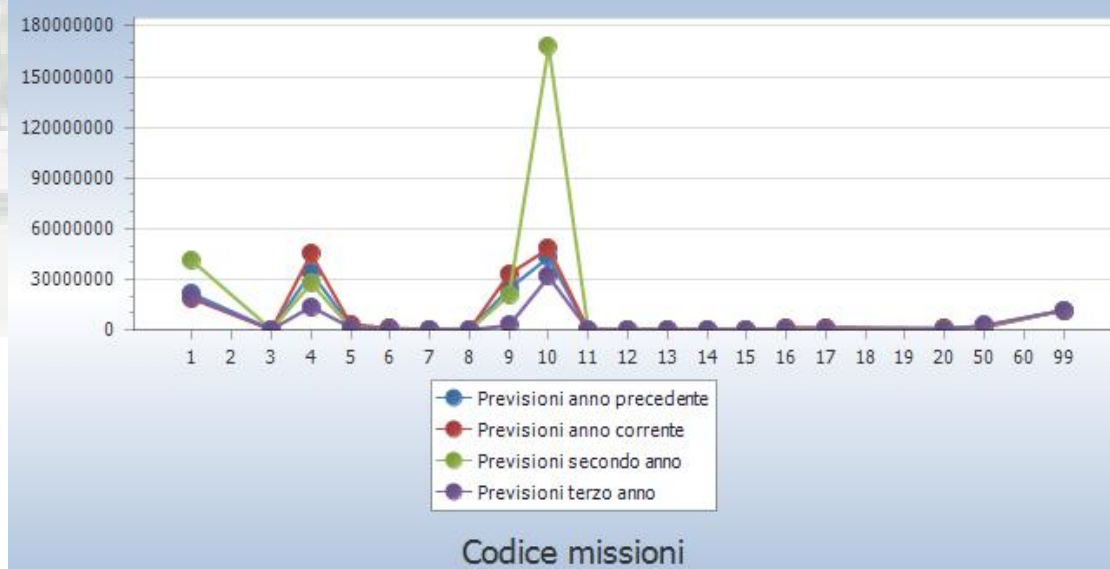 180000000
150000000
120000000
90000000
60000000
30000000
0
1 2 3 4 5 6 7 8 9 10 11 12 13 14 15 16 17 18 19 20 50 60 99
Previsioni anno precedente
Previsioni anno corrente
Previsioni secondo anno
Previsioni terzo anno
Codice missioni